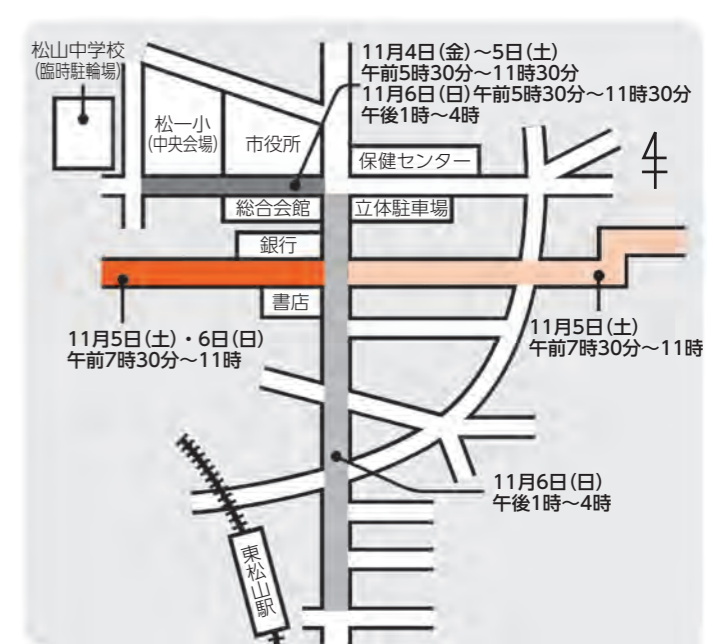 松山中学校
(臨時駐輪場)
11月4日(金)～5日(土)
午前5時30分～11時30分
11月6日(日)午前5時30分～11時30分
午後1時～4時
松一小
(中央会場)
市役所
保健センター
総合会館
立体駐車場
銀行
書店
11月5日(土)・6日(日)
午前7時30分～11時
11月5日(土)
午前7時30分～11時
11月6日(日)
午後1時～4時
東松山駅